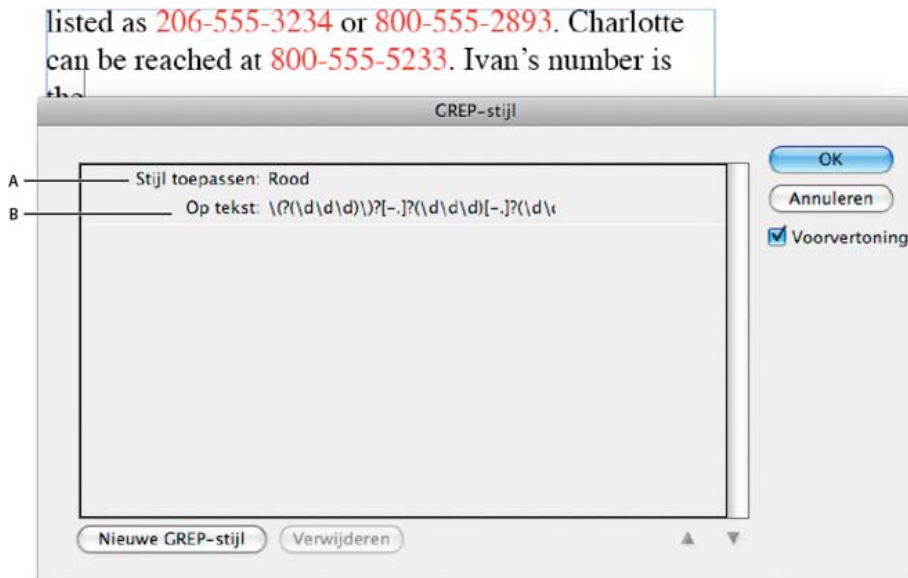 listed as 206-555-3234 or 800-555-2893. Charlotte
can be reached at 800-555-5233. Ivan’s number is
the
GREP-stijl
A
Stijl toepassen: Rood
B
Op tekst: \(?(\d\d\d)\)?[-.]?(\d\d\d)[-.]?(\d\
OK
Annuleren
Voorvertoning
Nieuwe GREP-stijl
Verwijderen